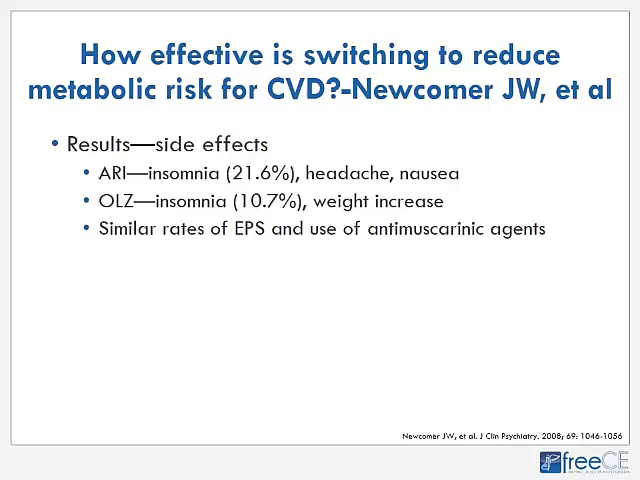 How effective is switching to reduce
metabolic risk for CVD?-Newcomer JW, et al
• Results—side effects
• ARI—insomnia (21.6%), headache, nausea
• OLZ—insomnia (10.7%), weight increase
• Similar rates of EPS and use of antimuscarinic agents
Newcomer JW, et al. J Clin Psychiatry. 2008; 69: 1046-1056
freeCE